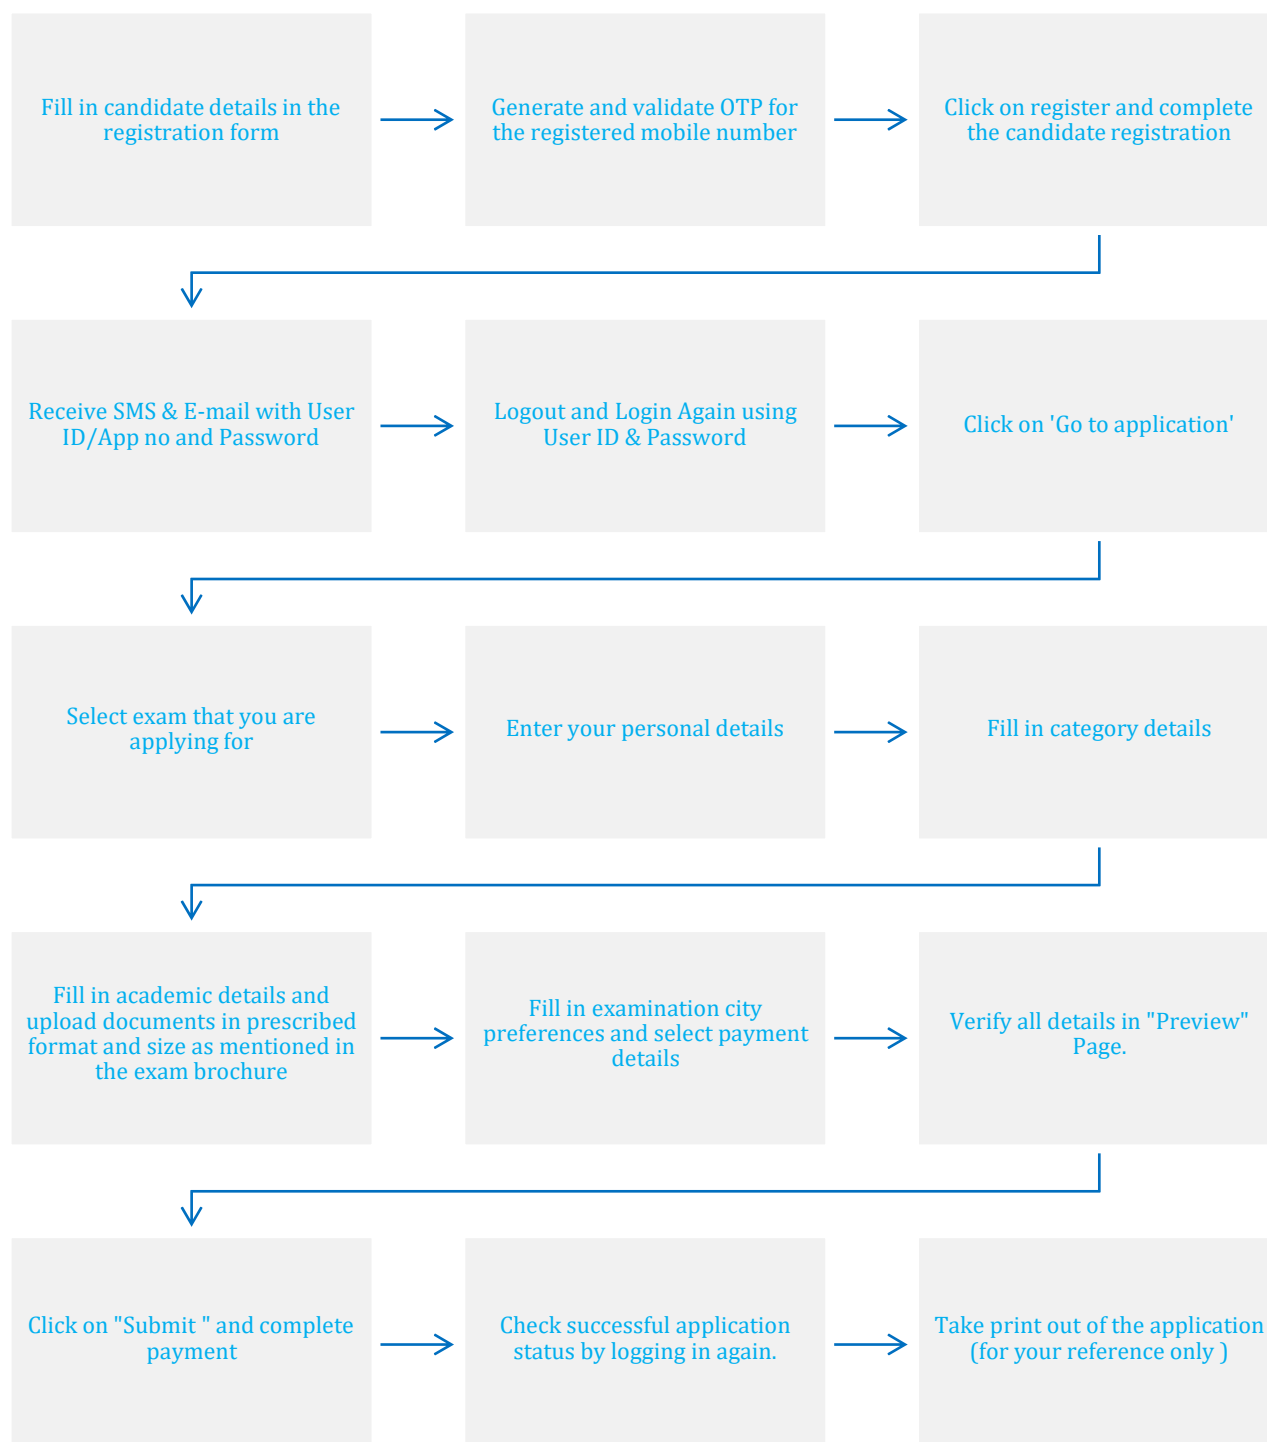 Fill in candidate details in the
registration form
Generate and validate OTP for
the registered mobile number
Click on register and complete
the candidate registration
Receive SMS & E-mail with User
ID/App no and Password
Logout and Login Again using
User ID & Password
Click on 'Go to application'
Select exam that you are
applying for
Enter your personal details
Fill in category details
Fill in academic details and
upload documents in prescribed
format and size as mentioned in
the exam brochure
Fill in examination city
preferences and select payment
details
Verify all details in "Preview"
Page.
Click on "Submit " and complete
payment
Check successful application
status by logging in again.
Take print out of the application
(for your reference only )